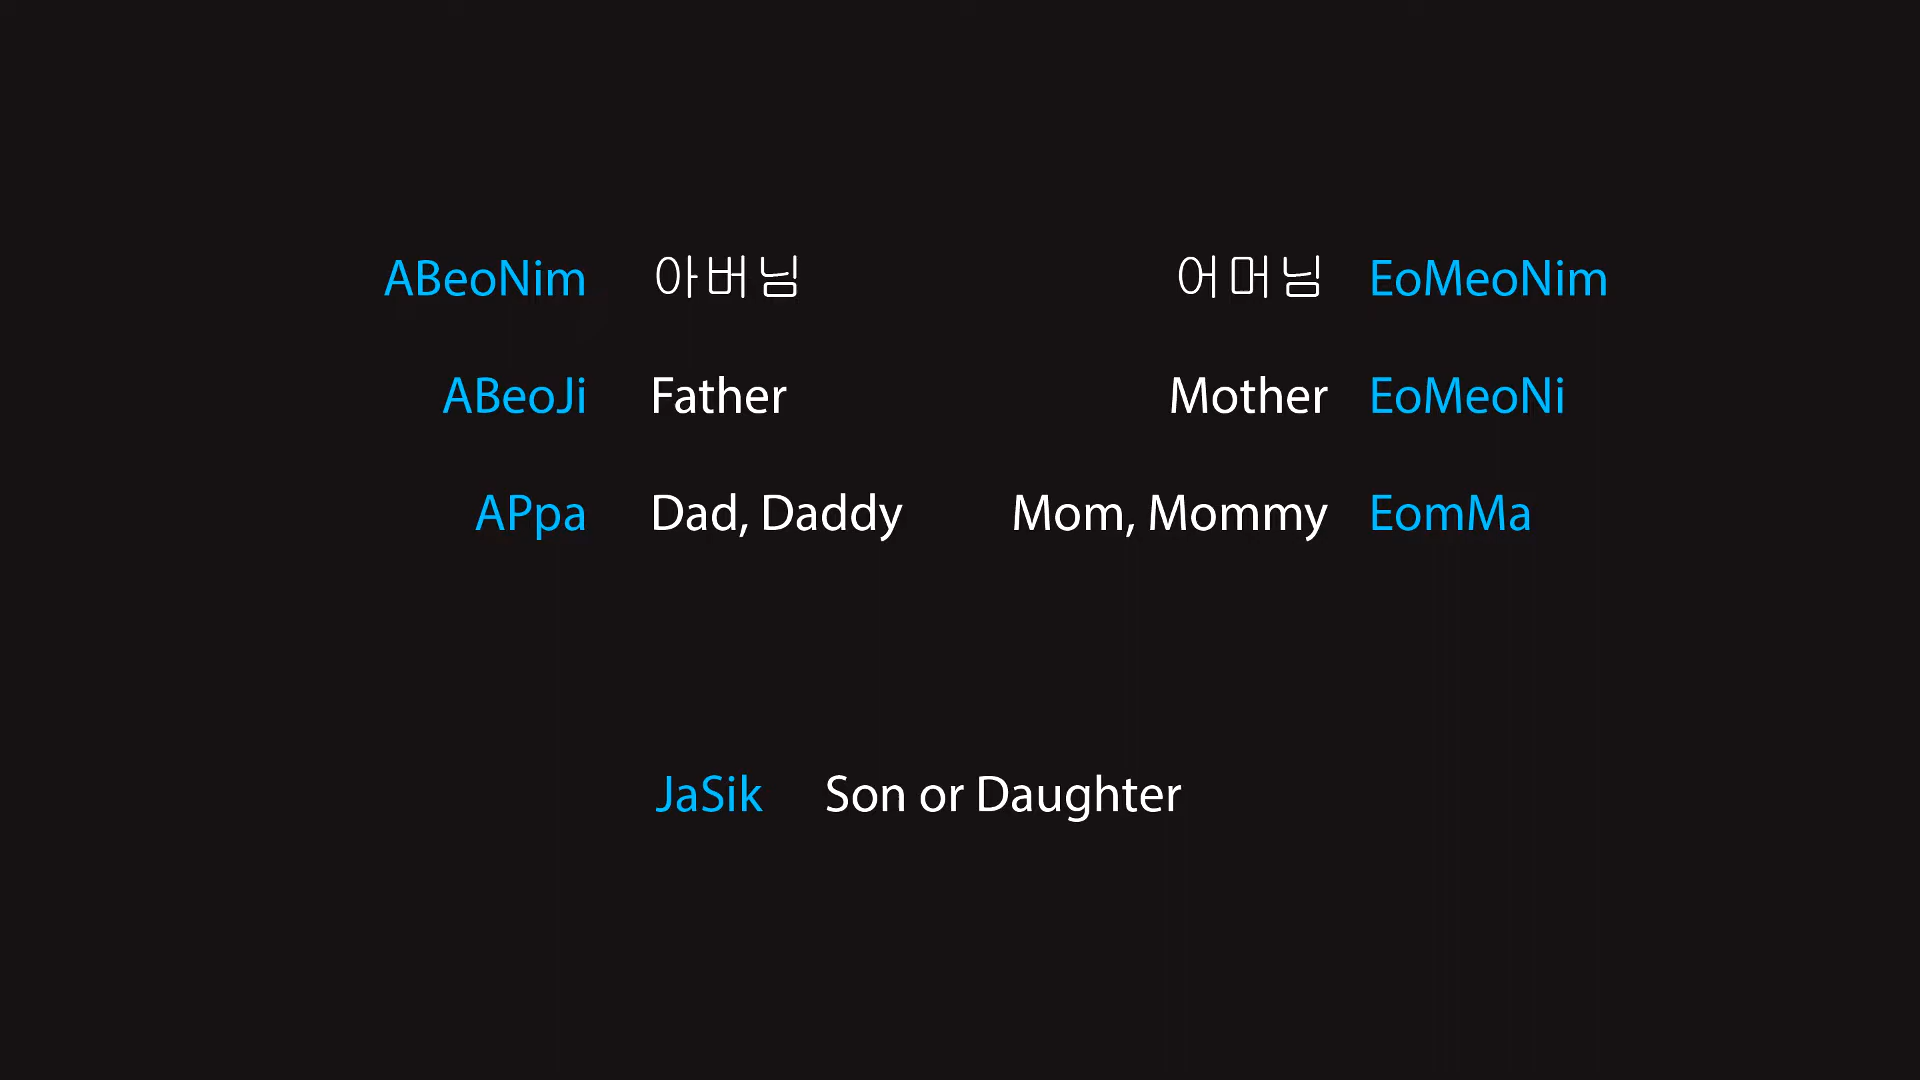 ABeoNim 아버님 어머님 EoMeoNim
ABeoJi Father Mother EoMeoNi
APpa Dad, Daddy Mom, Mommy EomMa
JaSik Son or Daughter